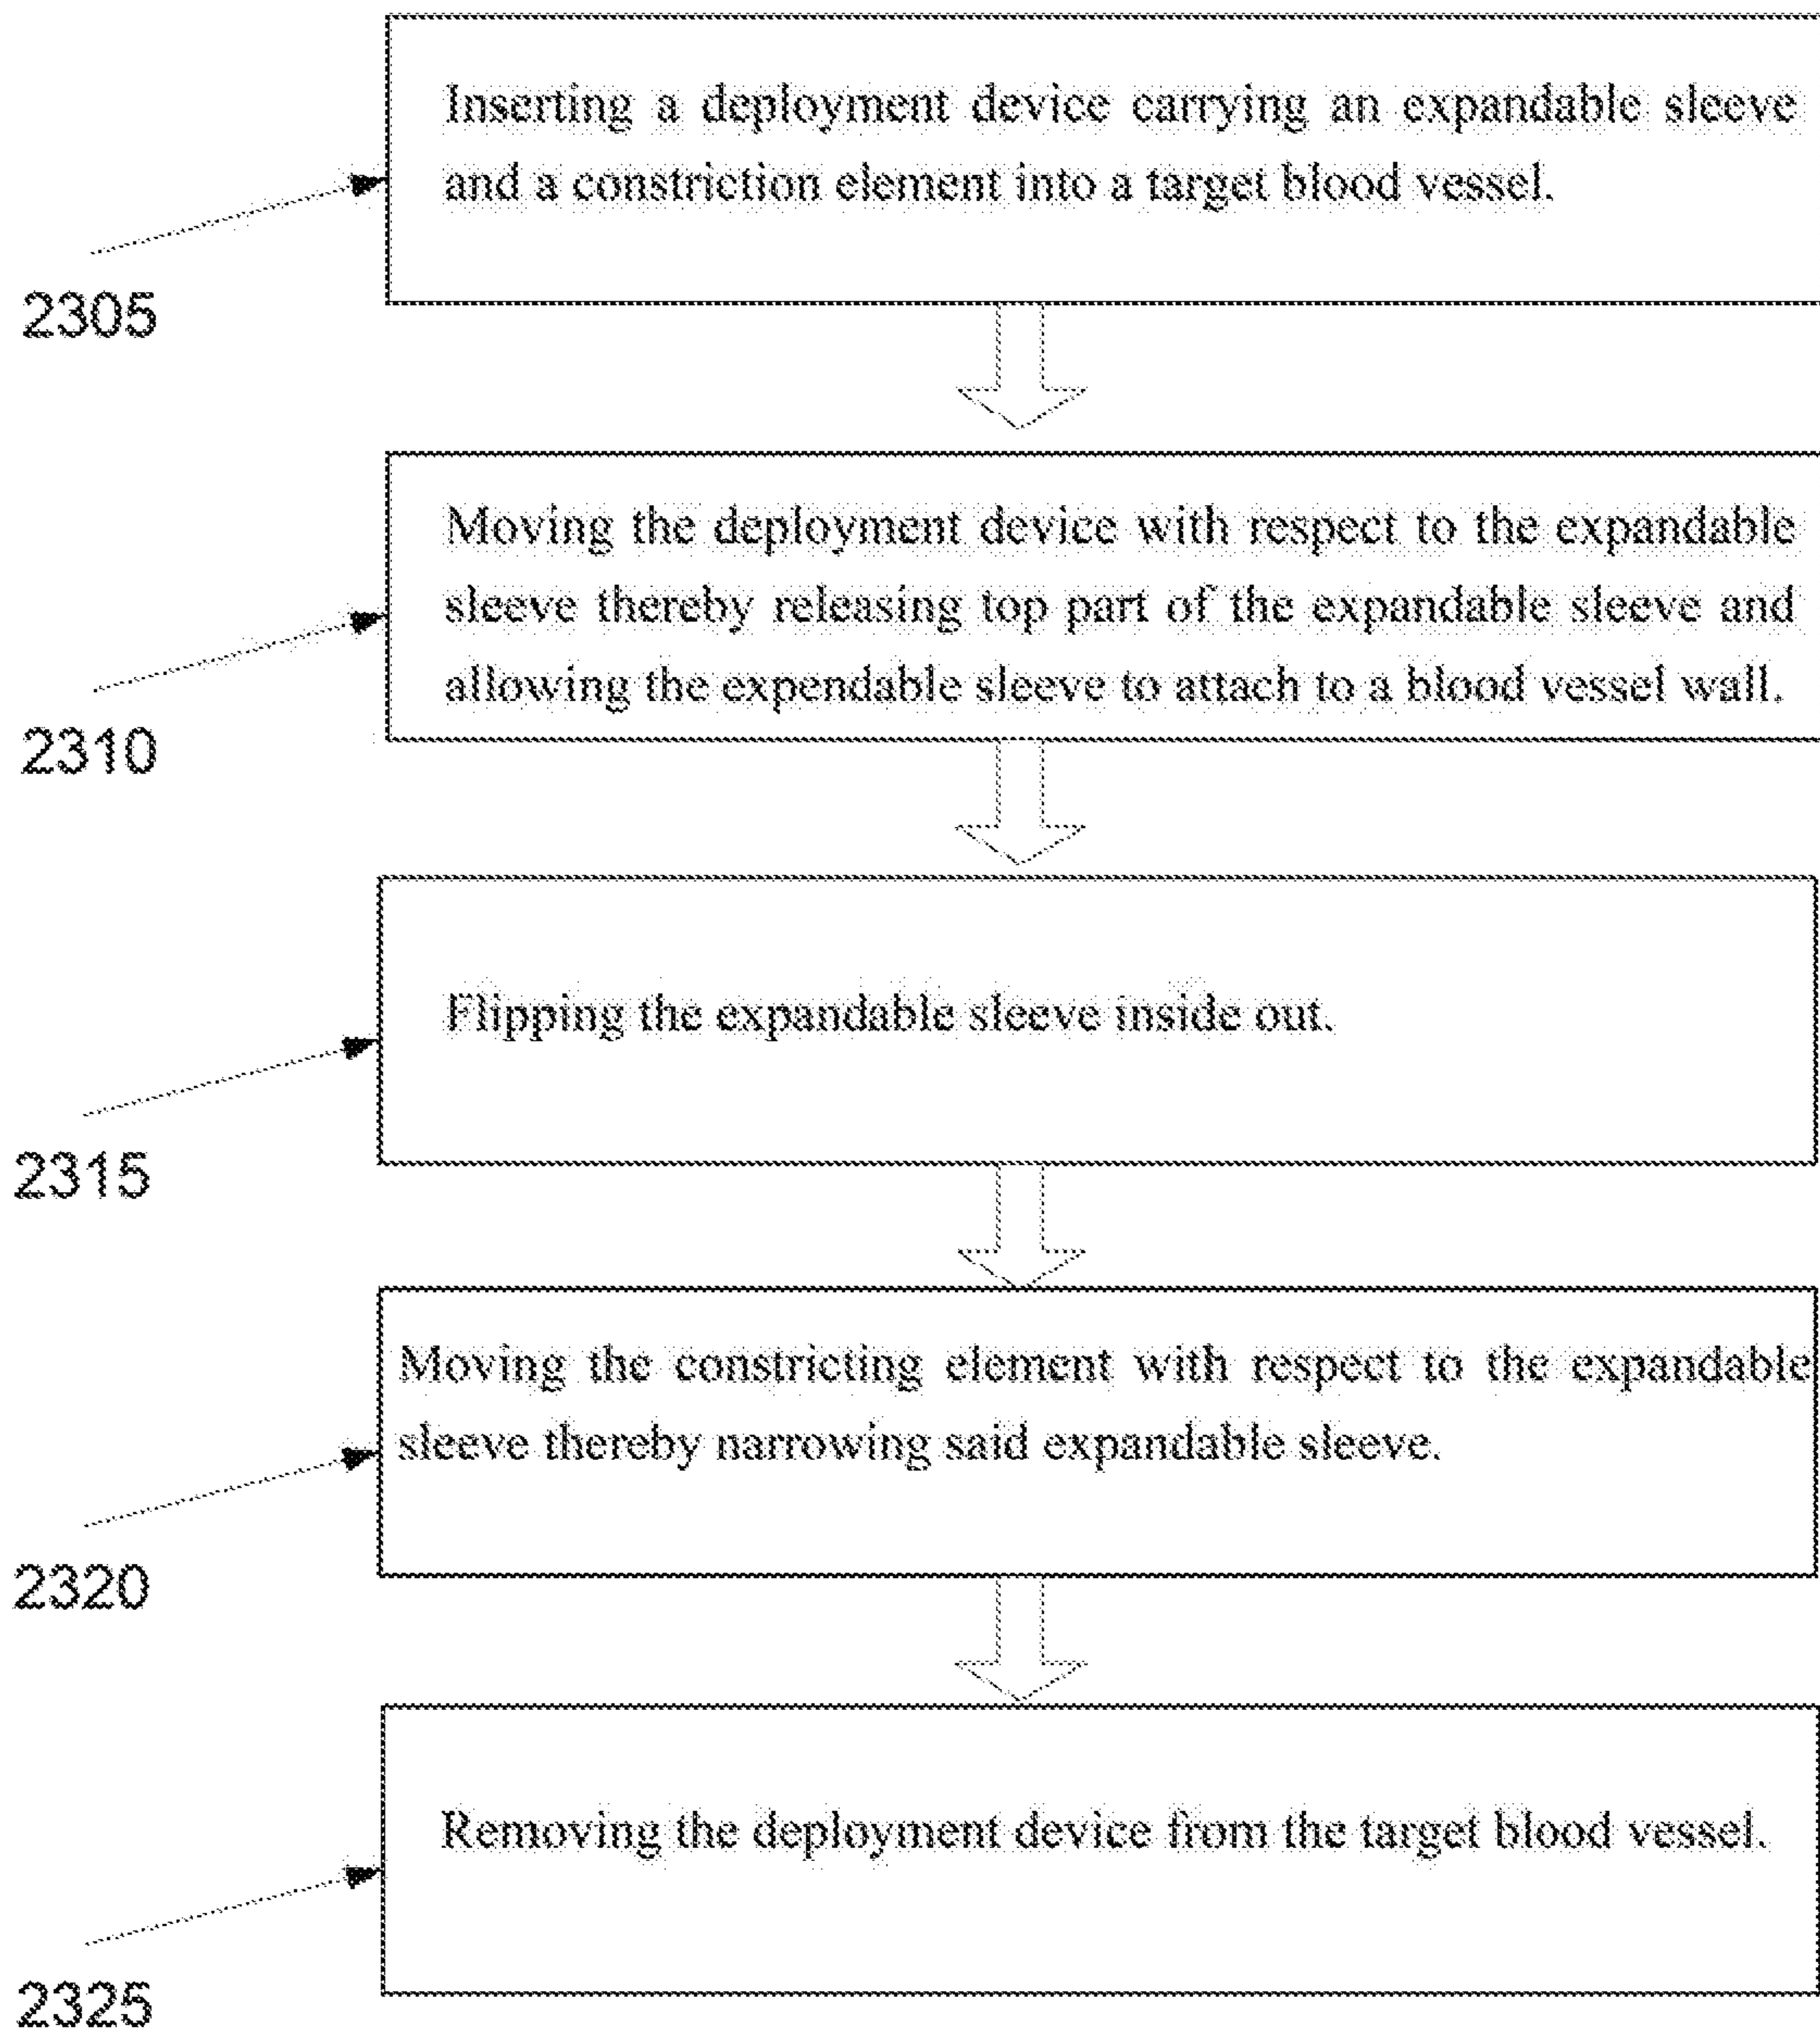 Inserting a deployment device carrying an expandable sleeve
and a constriction element into a target blood vessel.
2305
Moving the deployment device with respect to the expandable
sleeve thereby releasing top part of the expandable sleeve and
allowing the expendable sleeve to attach to a blood vessel wall.
2310
Flipping the expandable sleeve inside out.
2315
Moving the constricting element with respect to the expandable
sleeve thereby narrowing said expandable sleeve.
2320
Removing the deployment device from the target blood vessel.
2325